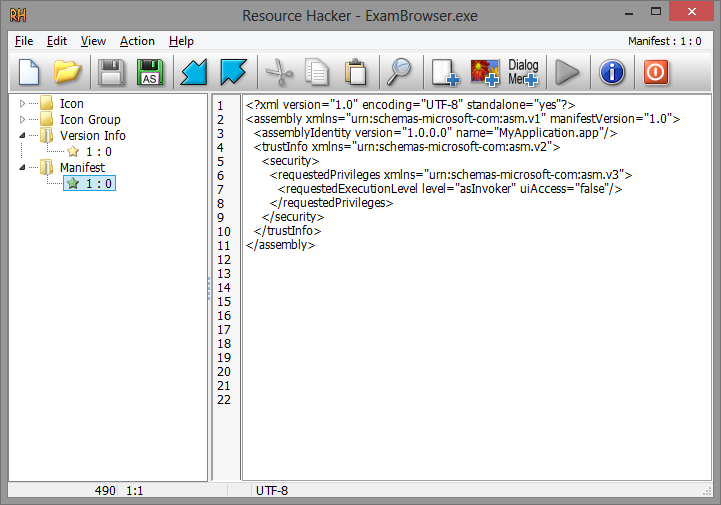 RH
Resource Hacker - ExamBrowser.exe
File Edit View Action Help
Manifest : 1 : 0
AS
Dialog
Menu
Icon
Icon Group
Version Info
1 : 0
Manifest
1 : 0
1 <?xml version="1.0" encoding="UTF-8" standalone="yes"?>
2 <assembly xmlns="urn:schemas-microsoft-com:asm.v1" manifestVersion="1.0">
3 <assemblyIdentity version="1.0.0.0" name="MyApplication.app"/>
4 <trustInfo xmlns="urn:schemas-microsoft-com:asm.v2">
5 <security>
6 <requestedPrivileges xmlns="urn:schemas-microsoft-com:asm.v3">
7 <requestedExecutionLevel level="asInvoker" uiAccess="false"/>
8 </requestedPrivileges>
9 </security>
10 </trustInfo>
11 </assembly>
12
13
14
15
16
17
18
19
20
21
22
490 1:1 UTF-8